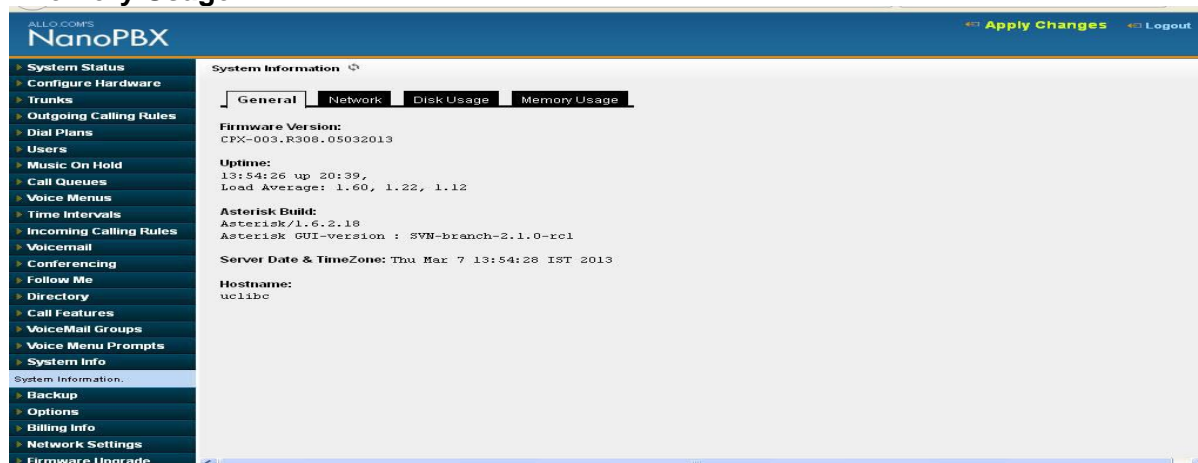 ALLO.COM'S
NanoPBX
Apply Changes
Logout
System Status
Configure Hardware
Trunks
Outgoing Calling Rules
Dial Plans
Users
Music On Hold
Call Queues
Voice Menus
Time Intervals
Incoming Calling Rules
Voicemail
Conferencing
Follow Me
Directory
Call Features
VoiceMail Groups
Voice Menu Prompts
System Info
System Information.
Backup
Options
Billing Info
Network Settings
Firmware Upgrade
System Information
General Network Disk Usage Memory Usage
Firmware Version:
CPX-003.R308.05032013
Uptime:
13:54:26 up 20:39,
Load Average: 1.60, 1.22, 1.12
Asterisk Build:
Asterisk/1.6.2.18
Asterisk GUI-version : SVN-branch-2.1.0-rc1
Server Date & TimeZone: Thu Mar 7 13:54:28 IST 2013
Hostname:
uclibc